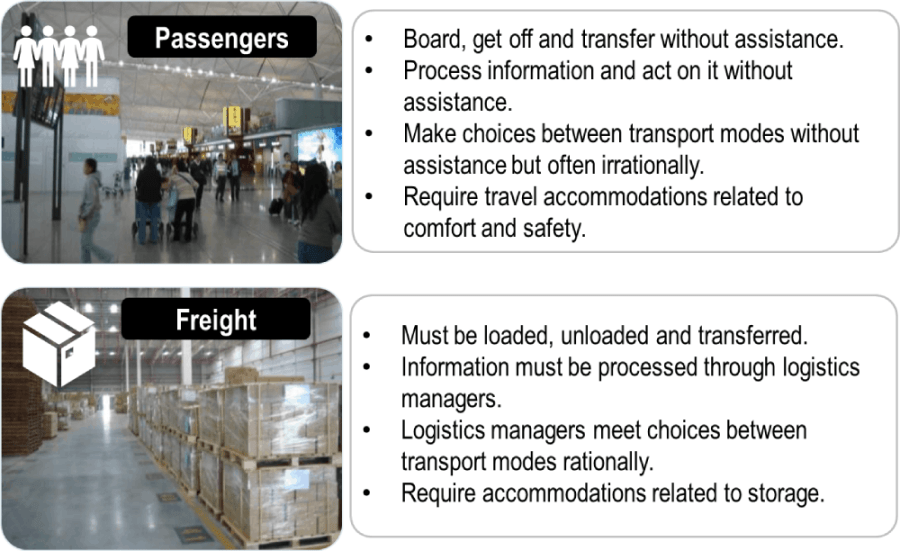 Passengers
• Board, get off and transfer without assistance.
• Process information and act on it without
assistance.
• Make choices between transport modes without
assistance but often irrationally.
• Require travel accommodations related to
comfort and safety.
Freight
• Must be loaded, unloaded and transferred.
• Information must be processed through logistics
managers.
• Logistics managers meet choices between
transport modes rationally.
• Require accommodations related to storage.